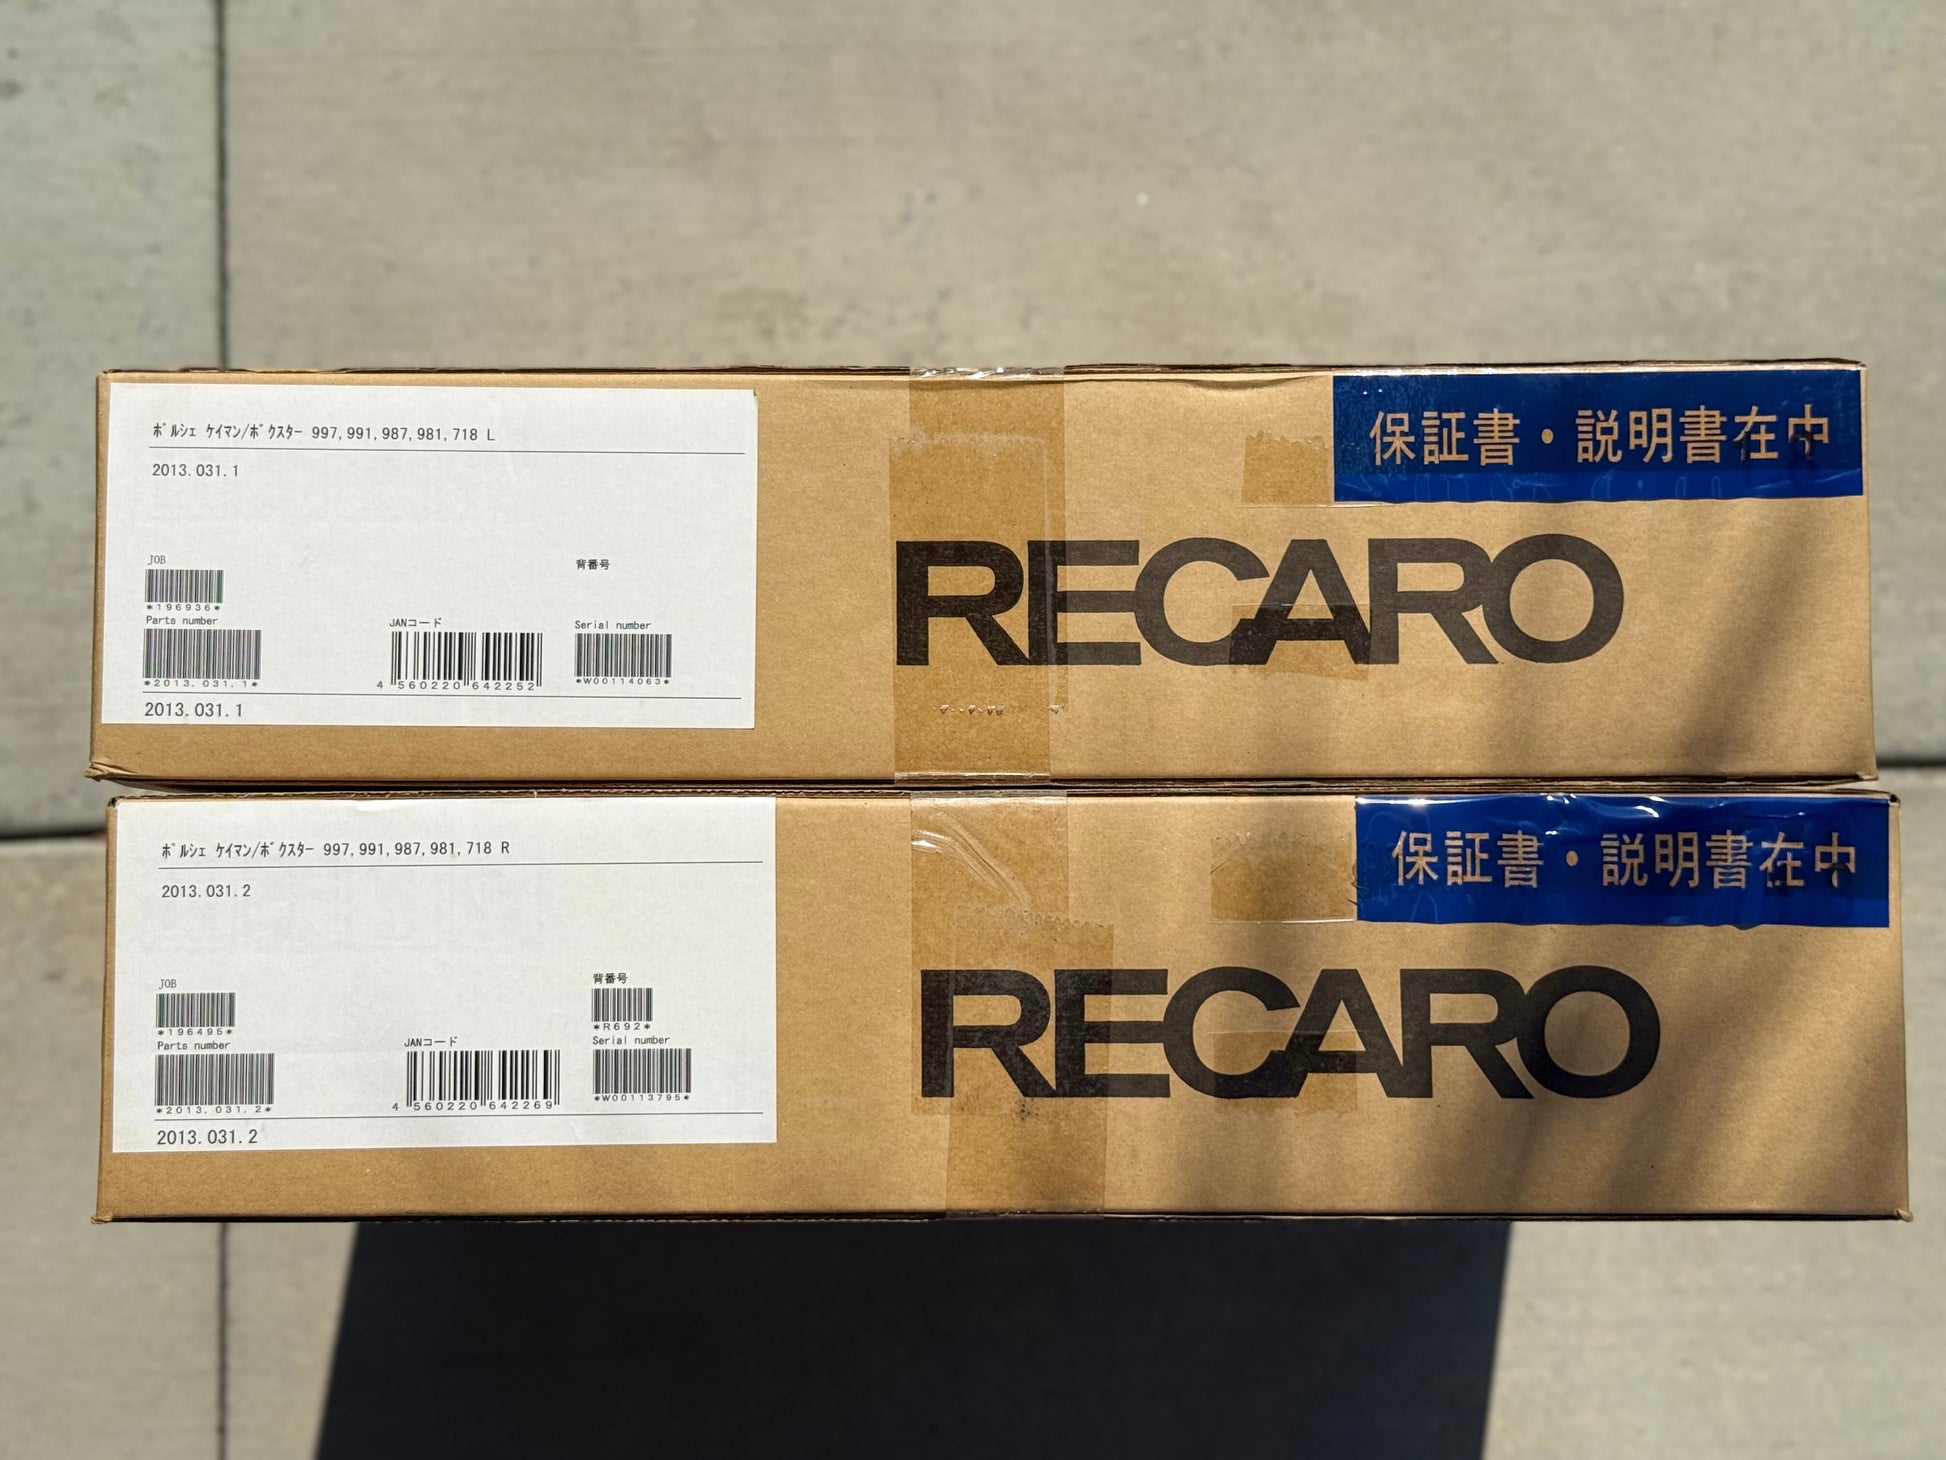 ﾎﾟﾙｼｪ ｹｲﾏﾝ/ﾎﾞｸｽﾀｰ 997,991,987,981,718 L
2013.031.1
JOB
*196936*
背番号
Parts number
*2013.031.1*
JANコード
4 560220 642252
Serial number
*W00114063*
2013.031.1
保証書・説明書在中
RECARO
ﾎﾟﾙｼｪ ｹｲﾏﾝ/ﾎﾞｸｽﾀｰ 997,991,987,981,718 R
2013.031.2
JOB
*196495*
背番号
*R692*
Parts number
*2013.031.2*
JANコード
4 560220 642269
Serial number
*W00113795*
2013.031.2
保証書・説明書在中
RECARO